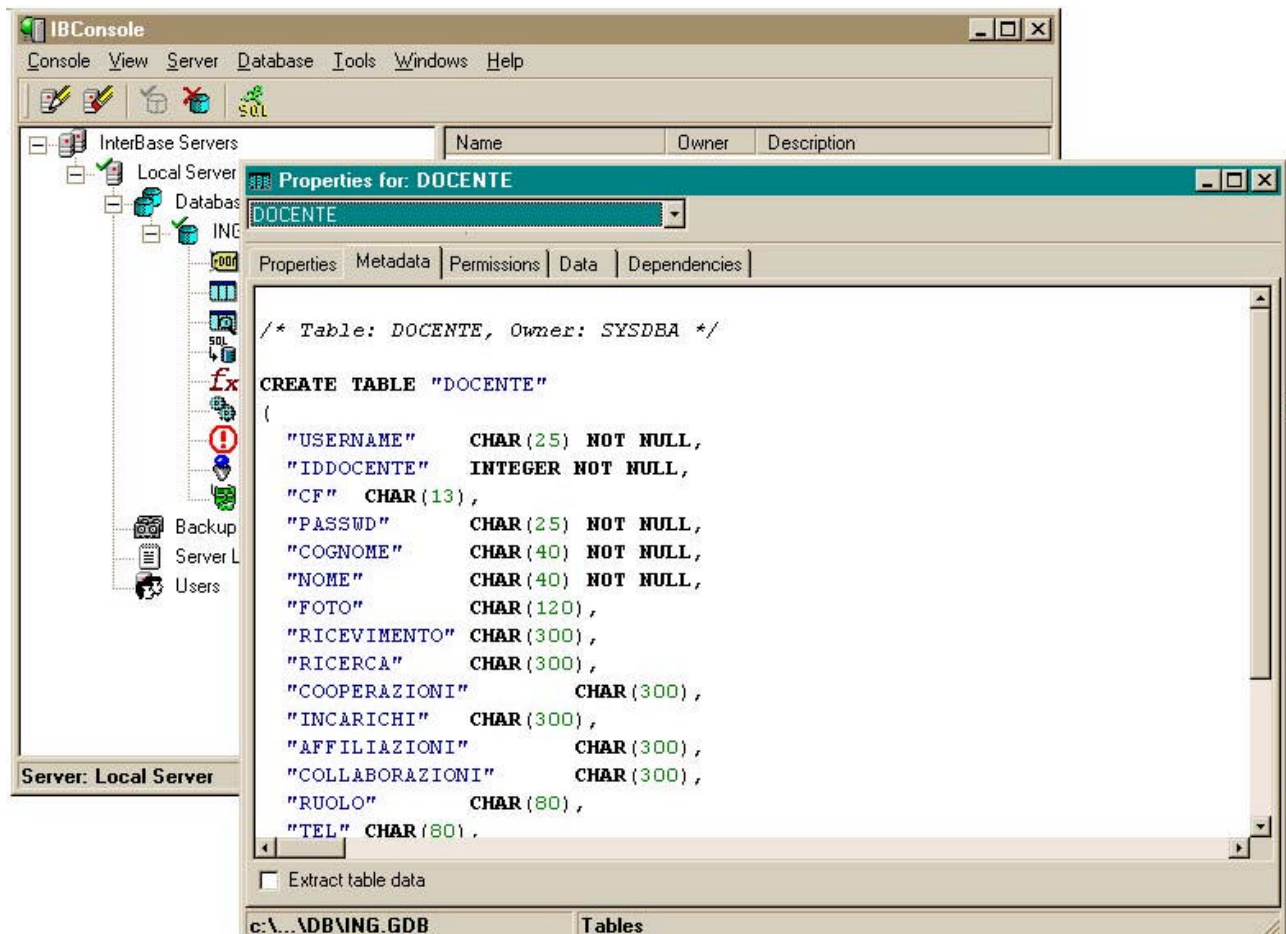 IBConsole
Console View Server Database Tools Windows Help
SQL
InterBase Servers
Name Owner Description
Local Server
Properties for: DOCENTE
Databas
DOCENTE
ING
Properties Metadata Permissions Data Dependencies
/* Table: DOCENTE, Owner: SYSDBA */
SQL
fx
CREATE TABLE "DOCENTE"
(
"USERNAME" CHAR(25) NOT NULL,
"IDDOCENTE" INTEGER NOT NULL,
"CF" CHAR(13),
"PASSWD" CHAR(25) NOT NULL,
"COGNOME" CHAR(40) NOT NULL,
"NOME" CHAR(40) NOT NULL,
"FOTO" CHAR(120),
"RICEVIMENTO" CHAR(300),
"RICERCA" CHAR(300),
"COOPERAZIONI" CHAR(300),
"INCARICHI" CHAR(300),
"AFFILIAZIONI" CHAR(300),
"COLLABORAZIONI" CHAR(300),
"RUOLO" CHAR(80),
"TEL" CHAR(80),
Backup
Server L
Users
Server: Local Server
Extract table data
c:\...\DB\ING.GDB Tables